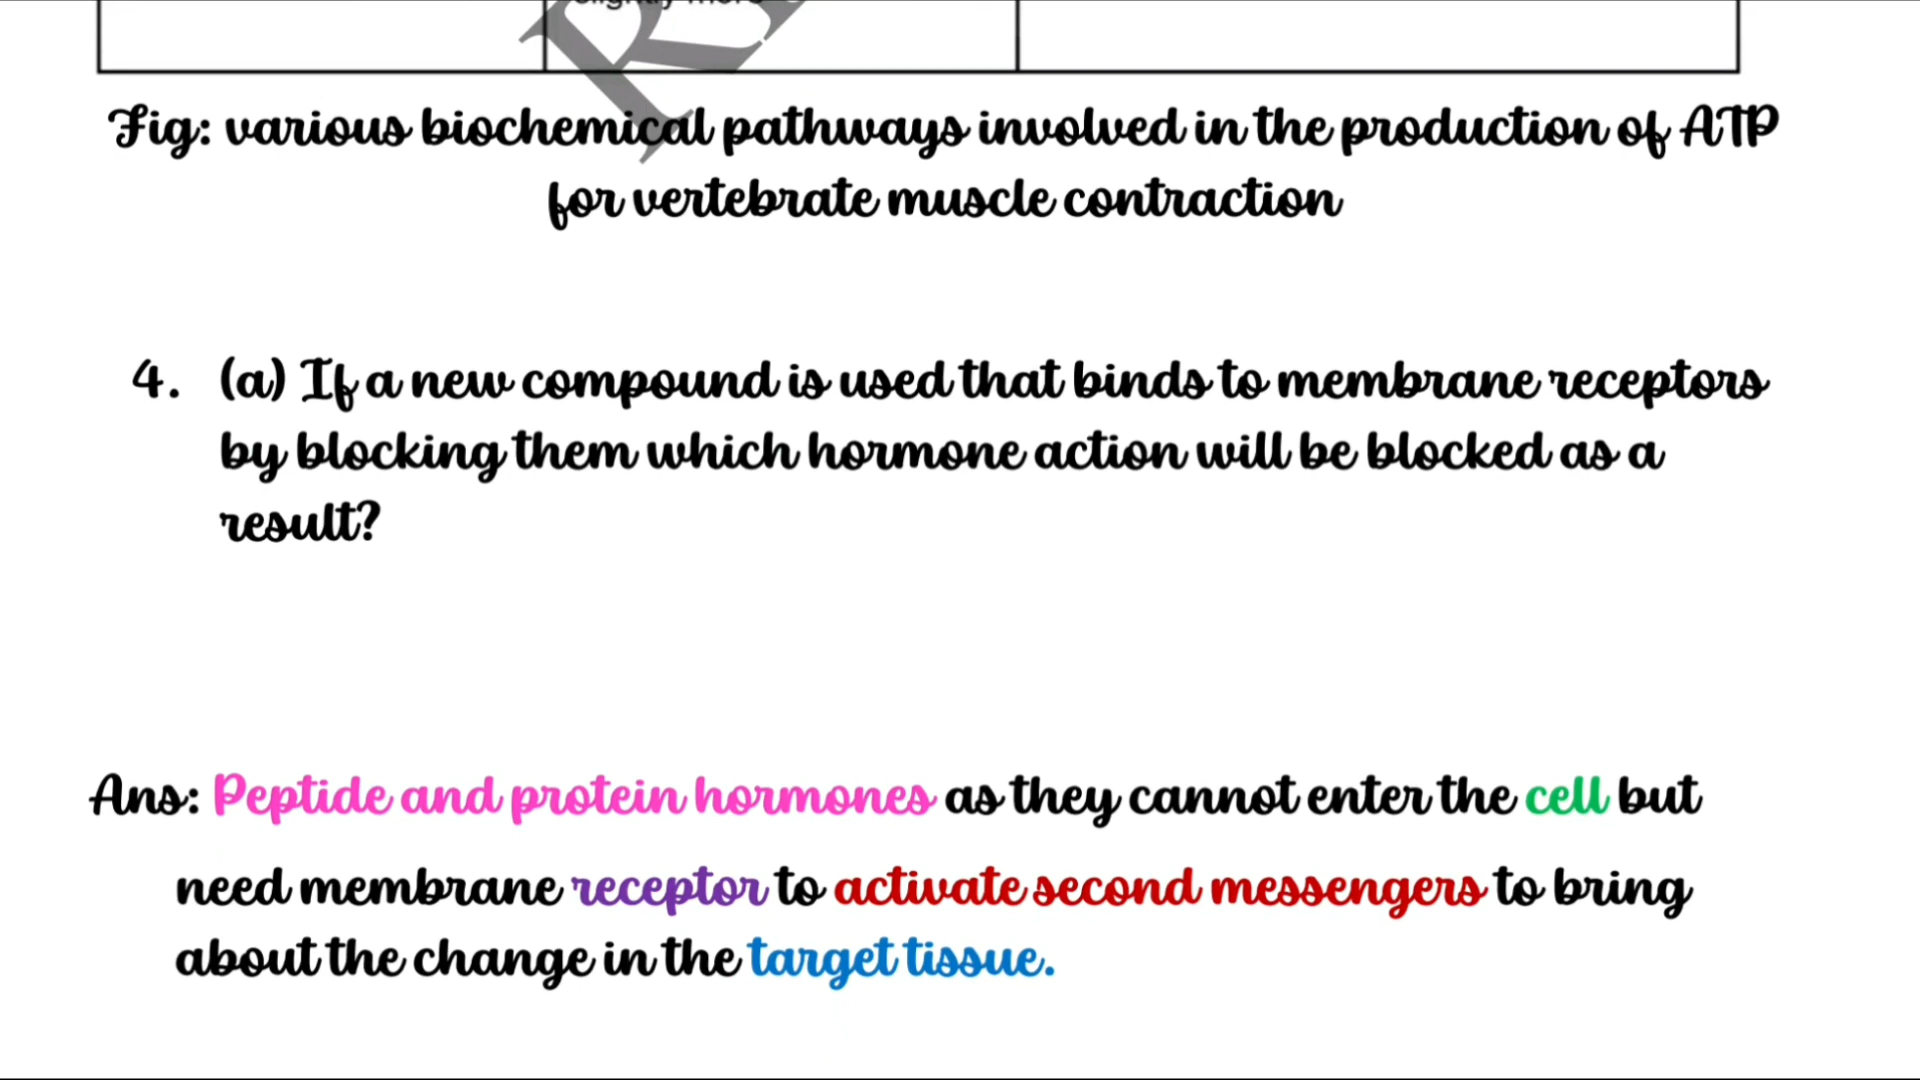 Fig: various biochemical pathways involved in the production of ATP
for vertebrate muscle contraction
4. (a) If a new compound is used that binds to membrane receptors
by blocking them which hormone action will be blocked as a
result?
Ans: Peptide and protein hormones as they cannot enter the cell but
need membrane receptor to activate second messengers to bring
about the change in the target tissue.